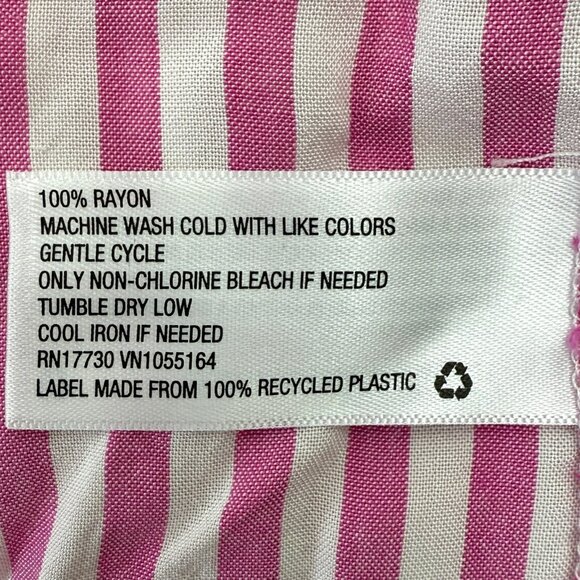 100% RAYON
MACHINE WASH COLD WITH LIKE COLORS
GENTLE CYCLE
ONLY NON-CHLORINE BLEACH IF NEEDED
TUMBLE DRY LOW
COOL IRON IF NEEDED
RN17730 VN1055164
LABEL MADE FROM 100% RECYCLED PLASTIC